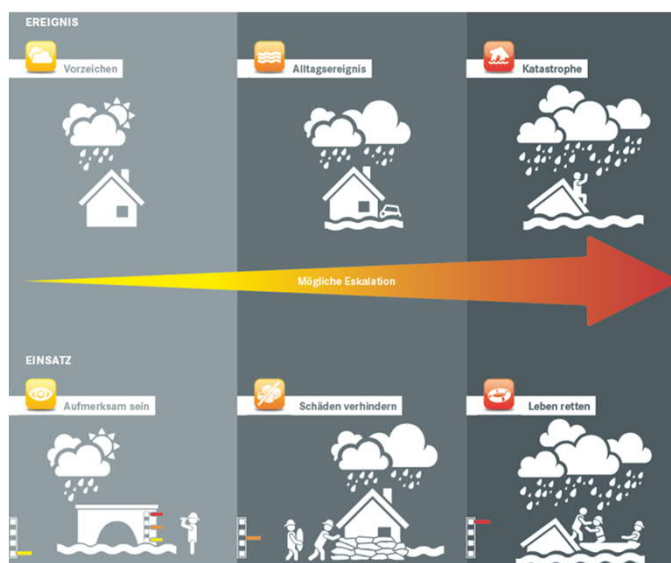 EREIGNIS
Vorzeichen
Alltagsereignis
Katastrophe
Mögliche Eskalation
EINSATZ
Aufmerksam sein
Schäden verhindern
Leben retten